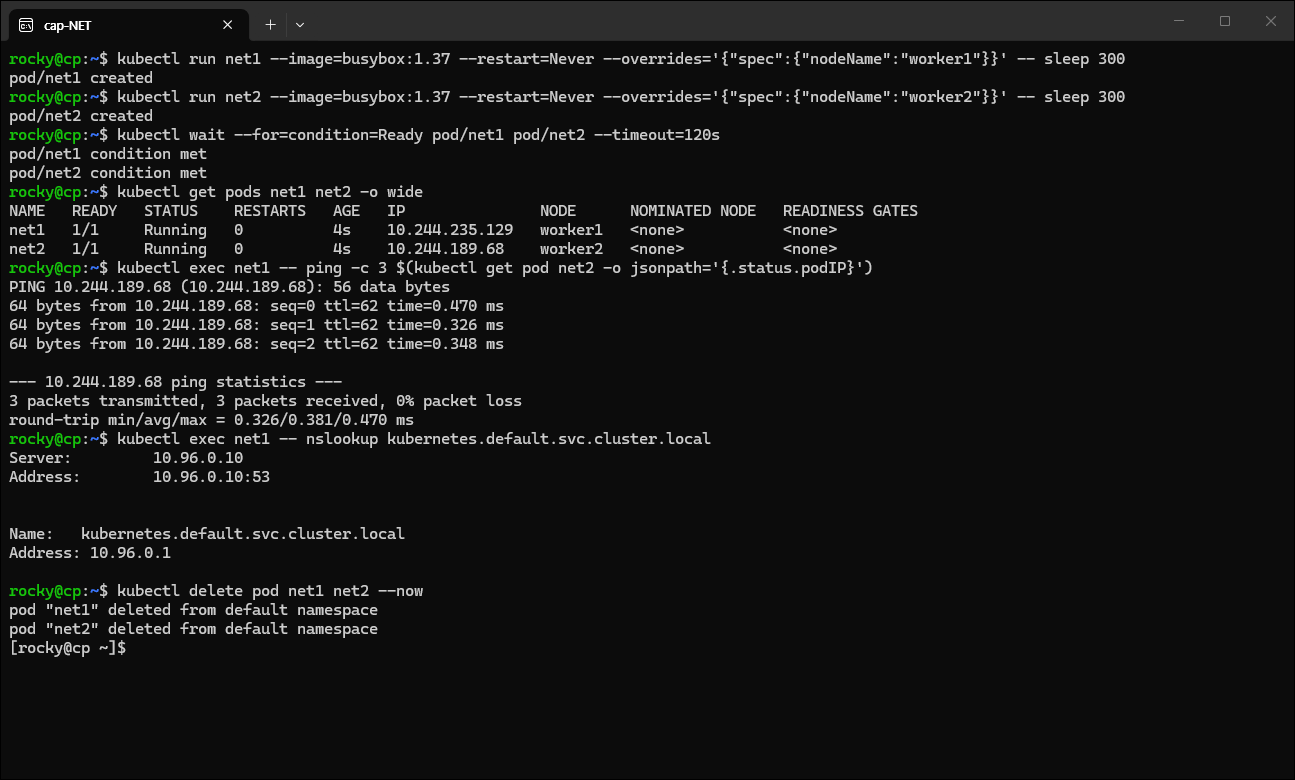 cap-NET
rocky@cp:~$ kubectl run net1 --image=busybox:1.37 --restart=Never --overrides='{"spec":{"nodeName":"worker1"}}' -- sleep 300
pod/net1 created
rocky@cp:~$ kubectl run net2 --image=busybox:1.37 --restart=Never --overrides='{"spec":{"nodeName":"worker2"}}' -- sleep 300
pod/net2 created
rocky@cp:~$ kubectl wait --for=condition=Ready pod/net1 pod/net2 --timeout=120s
pod/net1 condition met
pod/net2 condition met
rocky@cp:~$ kubectl get pods net1 net2 -o wide
NAME   READY   STATUS    RESTARTS   AGE   IP               NODE      NOMINATED NODE   READINESS GATES
net1   1/1     Running   0          4s    10.244.235.129   worker1   <none>           <none>
net2   1/1     Running   0          4s    10.244.189.68    worker2   <none>           <none>
rocky@cp:~$ kubectl exec net1 -- ping -c 3 $(kubectl get pod net2 -o jsonpath='{.status.podIP}')
PING 10.244.189.68 (10.244.189.68): 56 data bytes
64 bytes from 10.244.189.68: seq=0 ttl=62 time=0.470 ms
64 bytes from 10.244.189.68: seq=1 ttl=62 time=0.326 ms
64 bytes from 10.244.189.68: seq=2 ttl=62 time=0.348 ms
--- 10.244.189.68 ping statistics ---
3 packets transmitted, 3 packets received, 0% packet loss
round-trip min/avg/max = 0.326/0.381/0.470 ms
rocky@cp:~$ kubectl exec net1 -- nslookup kubernetes.default.svc.cluster.local
Server:         10.96.0.10
Address:        10.96.0.10:53
Name:   kubernetes.default.svc.cluster.local
Address: 10.96.0.1
rocky@cp:~$ kubectl delete pod net1 net2 --now
pod "net1" deleted from default namespace
pod "net2" deleted from default namespace
[rocky@cp ~]$